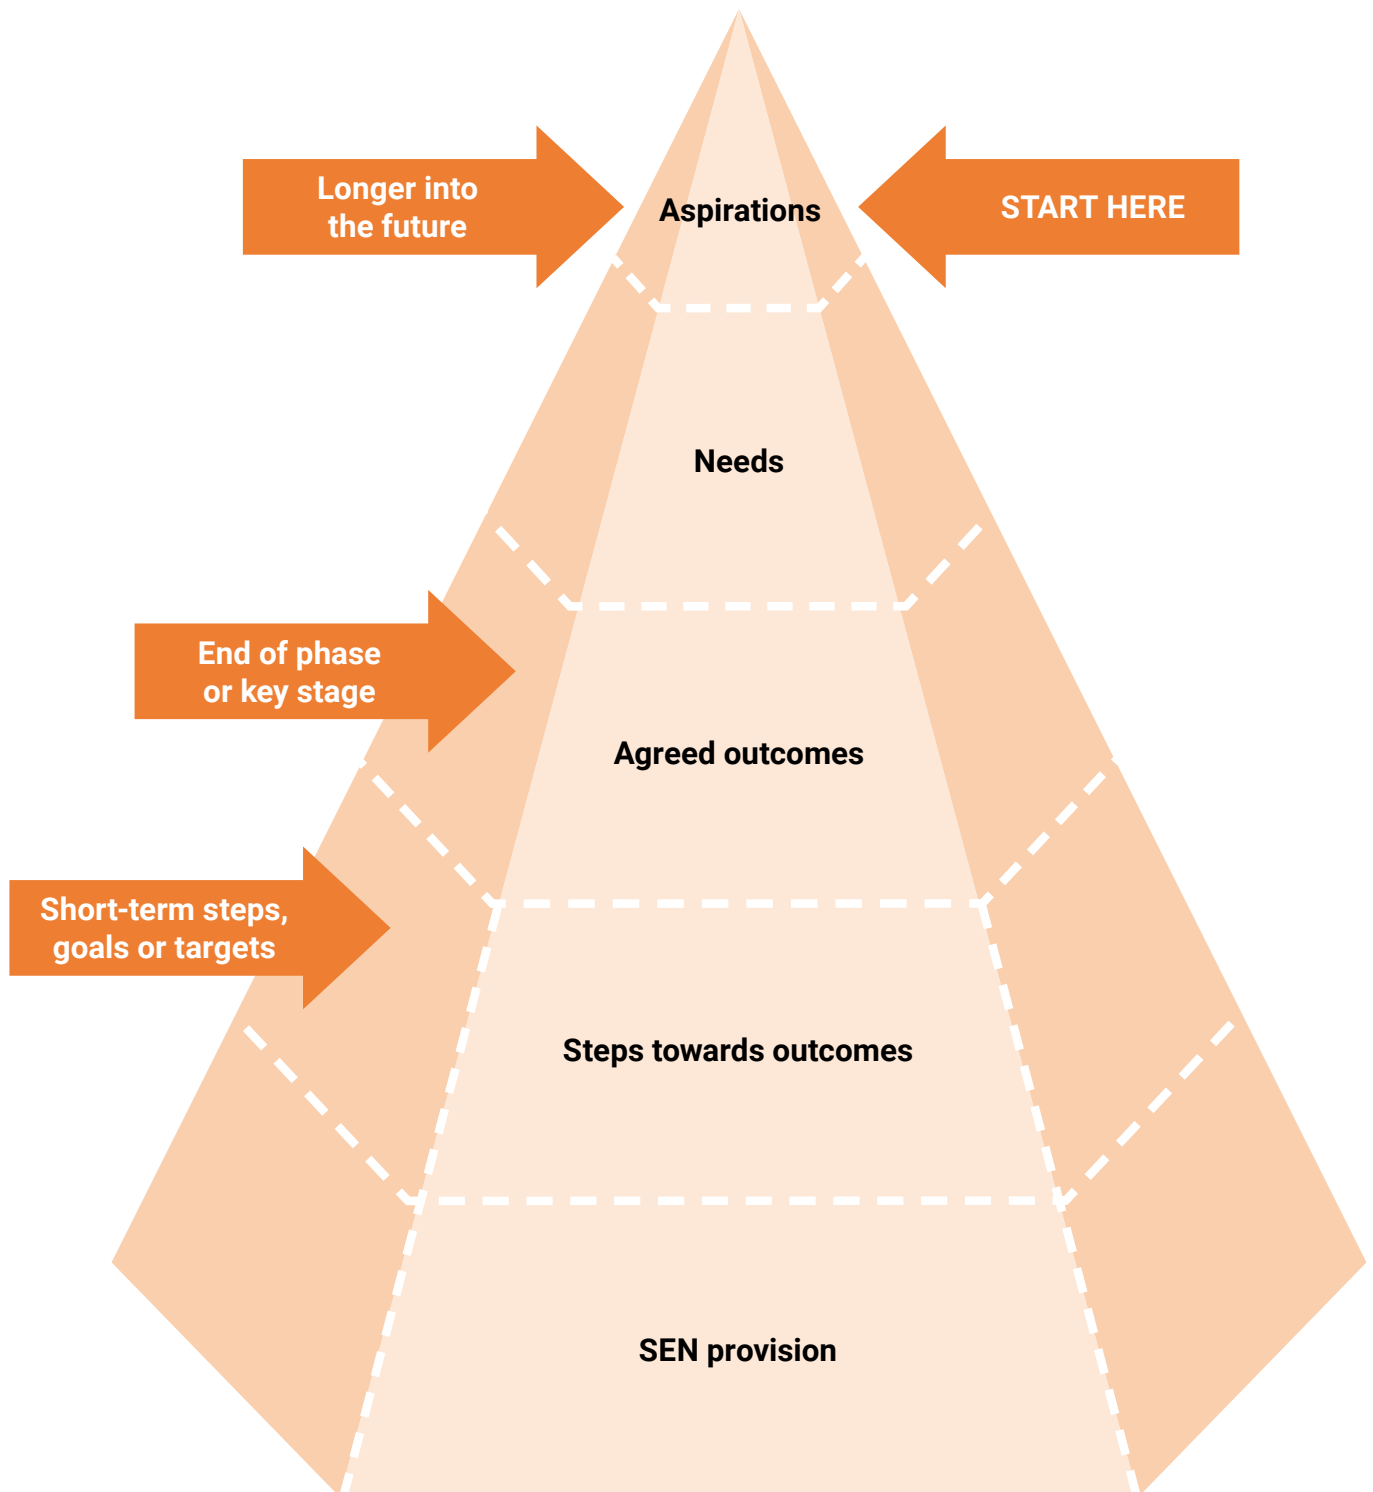 Longer into
the future
Aspirations
START HERE
Needs
End of phase
or key stage
Agreed outcomes
Short-term steps,
goals or targets
Steps towards outcomes
SEN provision